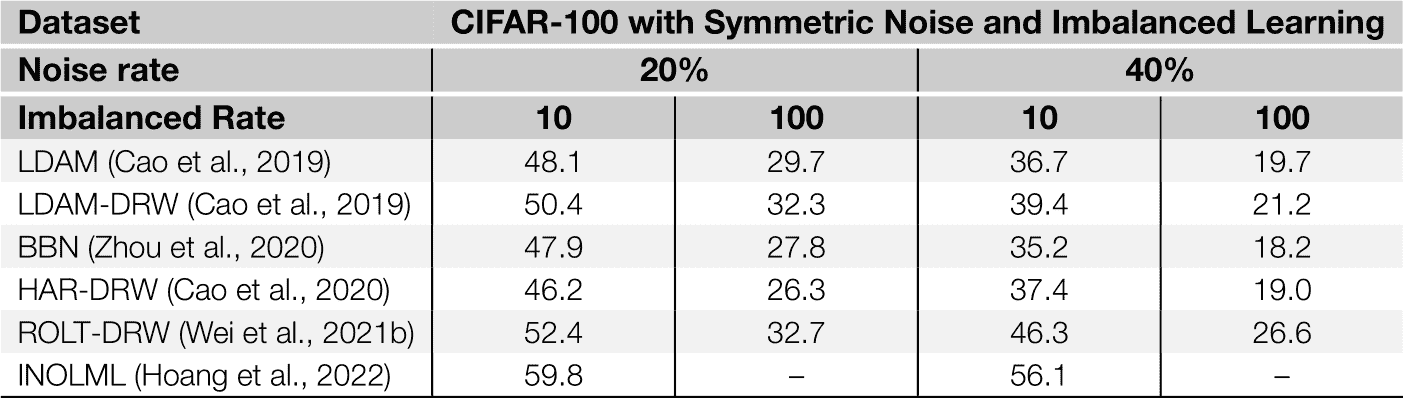 Dataset CIFAR-100 with Symmetric Noise and Imbalanced Learning
Noise rate 20% 40%
Imbalanced Rate 10 100 10 100
LDAM (Cao et al., 2019) 48.1 29.7 36.7 19.7
LDAM-DRW (Cao et al., 2019) 50.4 32.3 39.4 21.2
BBN (Zhou et al., 2020) 47.9 27.8 35.2 18.2
HAR-DRW (Cao et al., 2020) 46.2 26.3 37.4 19.0
ROLT-DRW (Wei et al., 2021b) 52.4 32.7 46.3 26.6
INOLML (Hoang et al., 2022) 59.8 – 56.1 –